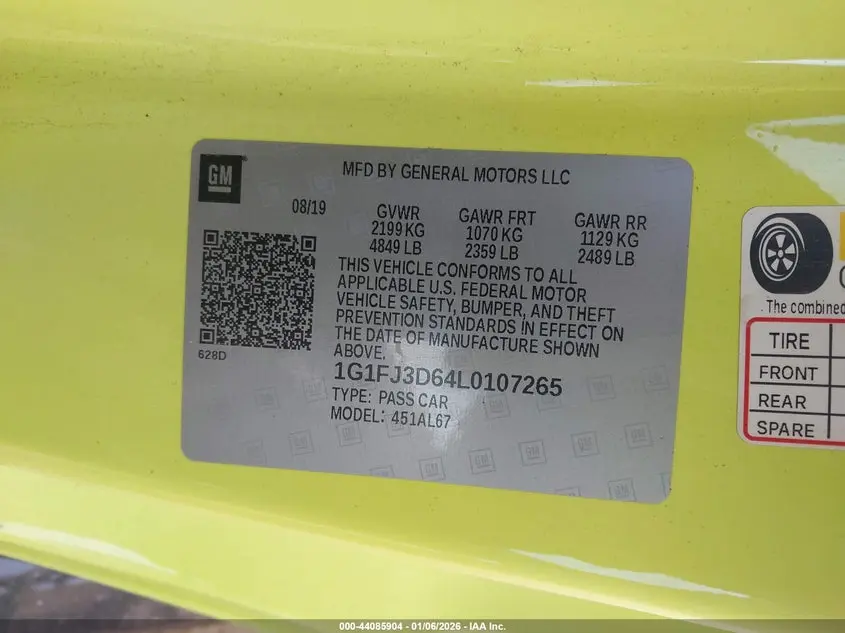 GM
MFD BY GENERAL MOTORS LLC
08/19
GVWR GAWR FRT GAWR RR
2199 KG 1070 KG 1129 KG
4849 LB 2359 LB 2489 LB
THIS VEHICLE CONFORMS TO ALL
APPLICABLE U.S. FEDERAL MOTOR
VEHICLE SAFETY, BUMPER, AND THEFT
PREVENTION STANDARDS IN EFFECT ON
THE DATE OF MANUFACTURE SHOWN
ABOVE.
628D
1G1FJ3D64L0107265
TYPE: PASS CAR
MODEL: 451AL67
The combined
TIRE
FRONT
REAR
SPARE
000-44085904 - 01/06/2026 - IAA Inc.